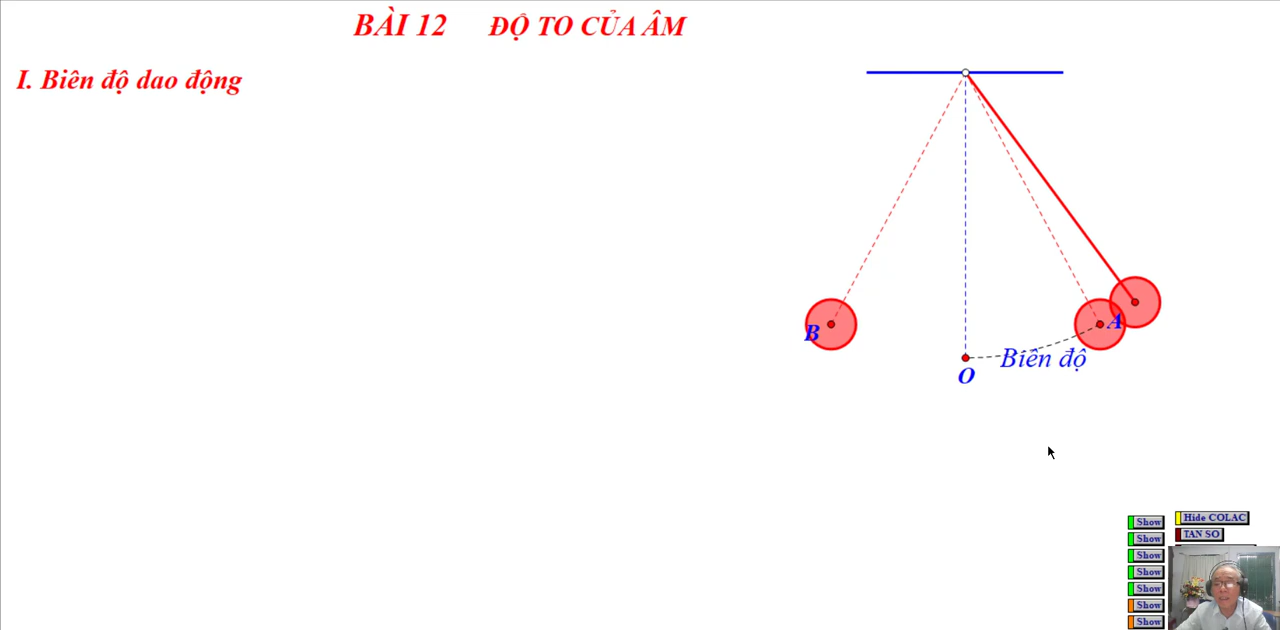 BÀI 12 ĐỘ TO CỦA ÂM
I. Biên độ dao động
B
A
Biên độ
O
Show
Hide COLAC
Show
TAN SO
Show
Show
Show
Show
Show